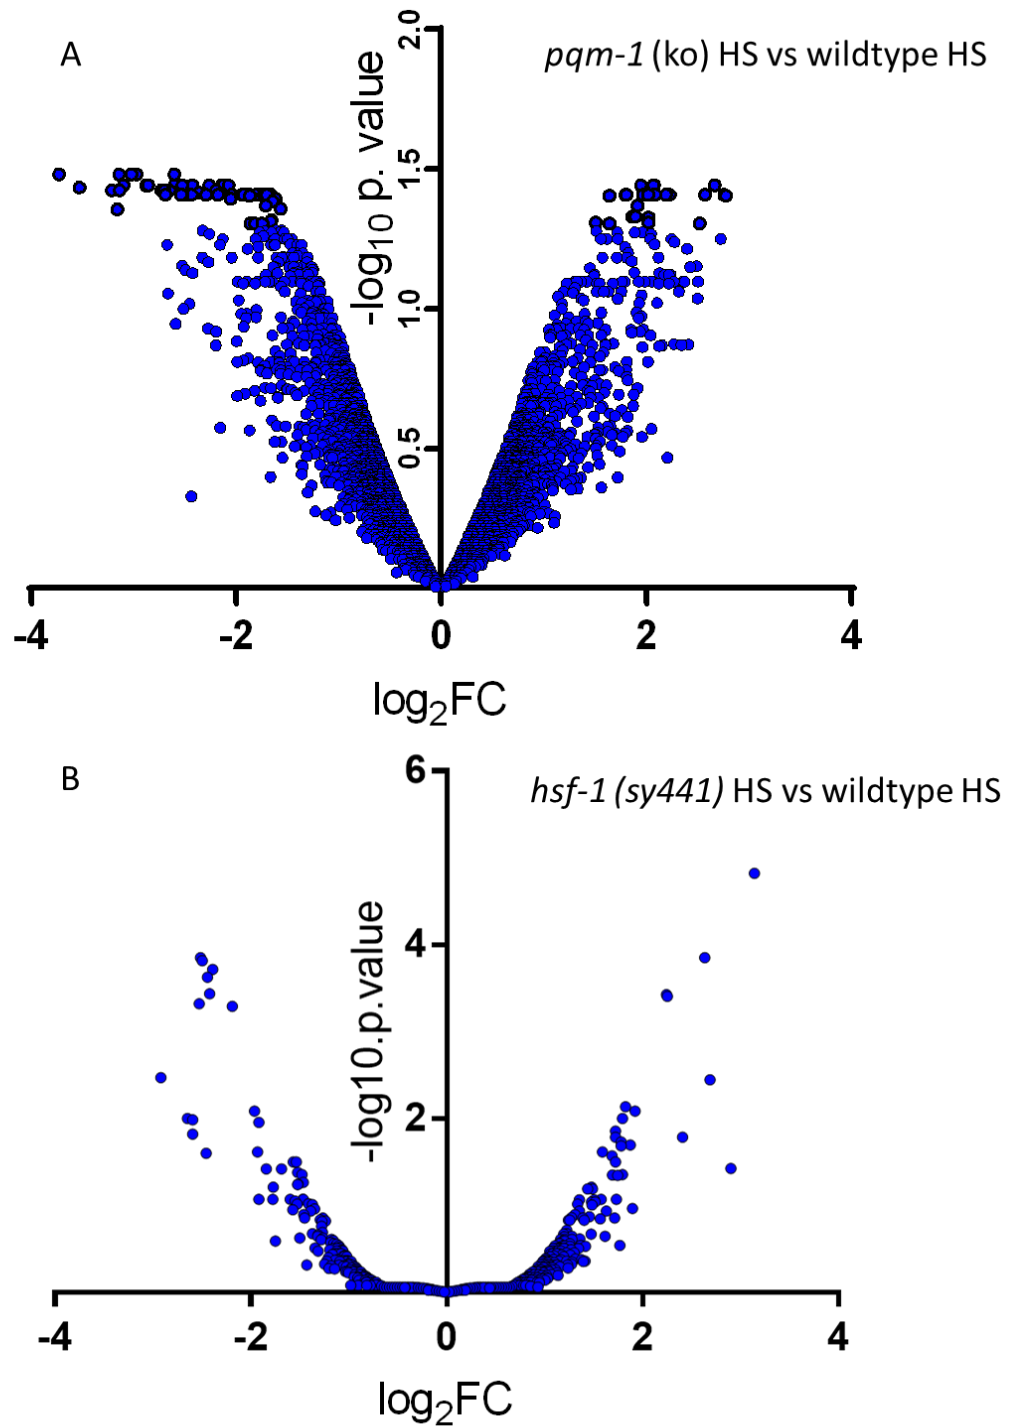 A
pqm-1 (ko) HS vs wildtype HS
-log10 p. value
2.0
1.5
1.0
0.5
-4 -2 0 2 4
log2FC
B
hsf-1 (sy441) HS vs wildtype HS
-log10.p.value
6
4
2
-4 -2 0 2 4
log2FC